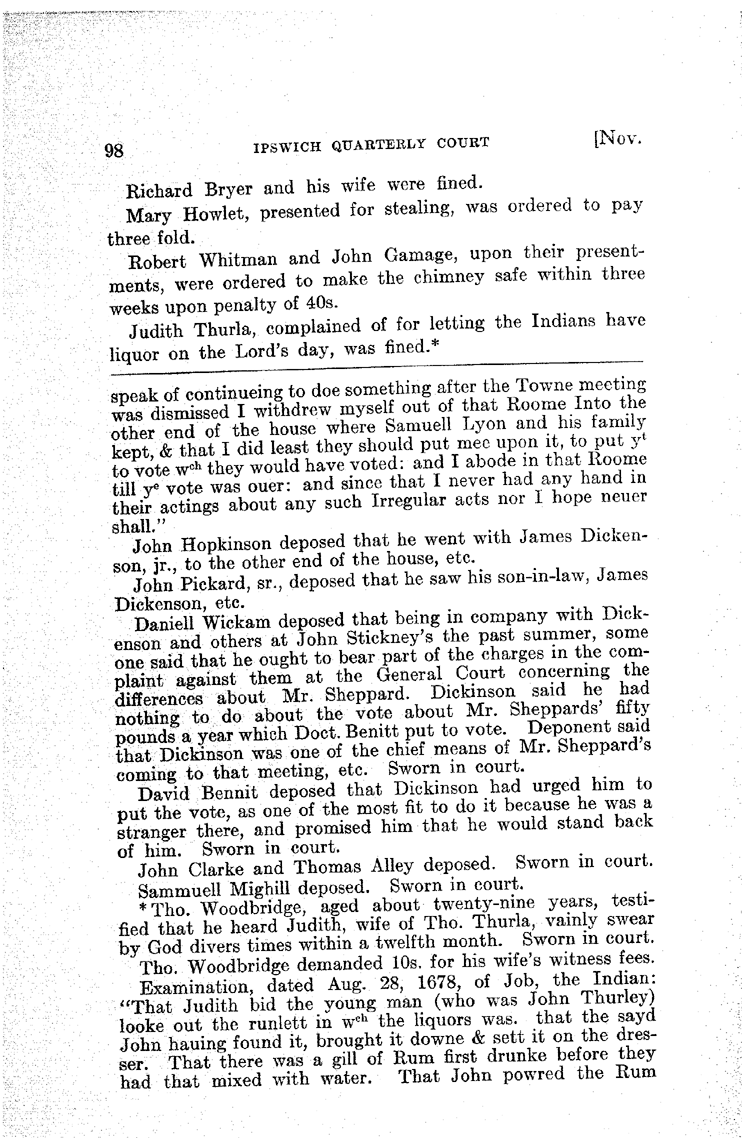 98 IPSWICH QUARTERLY COURT [Nov.
Richard Bryer and his wife were fined.
Mary Howlet, presented for stealing, was ordered to pay
three fold.
Robert Whitman and John Gamage, upon their present-
ments, were ordered to make the chimney safe within three
weeks upon penalty of 40s.
Judith Thurla, complained of for letting the Indians have
liquor on the Lord's day, was fined.*
speak of continueing to doe something after the Towne meeting
was dismissed I withdrew myself out of that Roome Into the
other end of the house where Samuell Lyon and his family
kept, & that I did least they should put mee upon it, to put yᵗ
to vote wᶜʰ they would have voted: and I abode in that Roome
till yᵉ vote was ouer: and since that I never had any hand in
their actings about any such Irregular acts nor I hope neuer
shall."
John Hopkinson deposed that he went with James Dicken-
son, jr., to the other end of the house, etc.
John Pickard, sr., deposed that he saw his son-in-law, James
Dickenson, etc.
Daniell Wickam deposed that being in company with Dick-
enson and others at John Stickney's the past summer, some
one said that he ought to bear part of the charges in the com-
plaint against them at the General Court concerning the
differences about Mr. Sheppard. Dickinson said he had
nothing to do about the vote about Mr. Sheppards' fifty
pounds a year which Doct. Benitt put to vote. Deponent said
that Dickinson was one of the chief means of Mr. Sheppard's
coming to that meeting, etc. Sworn in court.
David Bennit deposed that Dickinson had urged him to
put the vote, as one of the most fit to do it because he was a
stranger there, and promised him that he would stand back
of him. Sworn in court.
John Clarke and Thomas Alley deposed. Sworn in court.
Sammuell Mighill deposed. Sworn in court.
*Tho. Woodbridge, aged about twenty-nine years, testi-
fied that he heard Judith, wife of Tho. Thurla, vainly swear
by God divers times within a twelfth month. Sworn in court.
Tho. Woodbridge demanded 10s. for his wife's witness fees.
Examination, dated Aug. 28, 1678, of Job, the Indian:
"That Judith bid the young man (who was John Thurley)
looke out the runlett in wᶜʰ the liquors was. that the sayd
John hauing found it, brought it downe & sett it on the dres-
ser. That there was a gill of Rum first drunke before they
had that mixed with water. That John powred the Rum